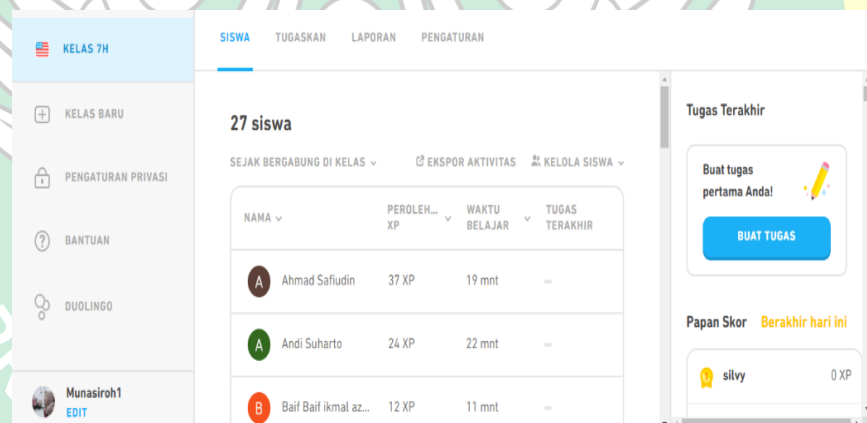 KELAS 7H
KELAS BARU
PENGATURAN PRIVASI
BANTUAN
DUOLINGO
Munasiroh1
EDIT
SISWA TUGASKAN LAPORAN PENGATURAN
27 siswa
SEJAK BERGABUNG DI KELAS EKSPOR AKTIVITAS KELOLA SISWA
NAMA PEROLEH... XP WAKTU BELAJAR TUGAS TERAKHIR
A Ahmad Safiudin 37 XP 19 mnt --
A Andi Suharto 24 XP 22 mnt --
B Baif Baif ikmal az... 12 XP 11 mnt --
Tugas Terakhir
Buat tugas
pertama Anda!
BUAT TUGAS
Papan Skor Berakhir hari ini
1 silvy 0 XP